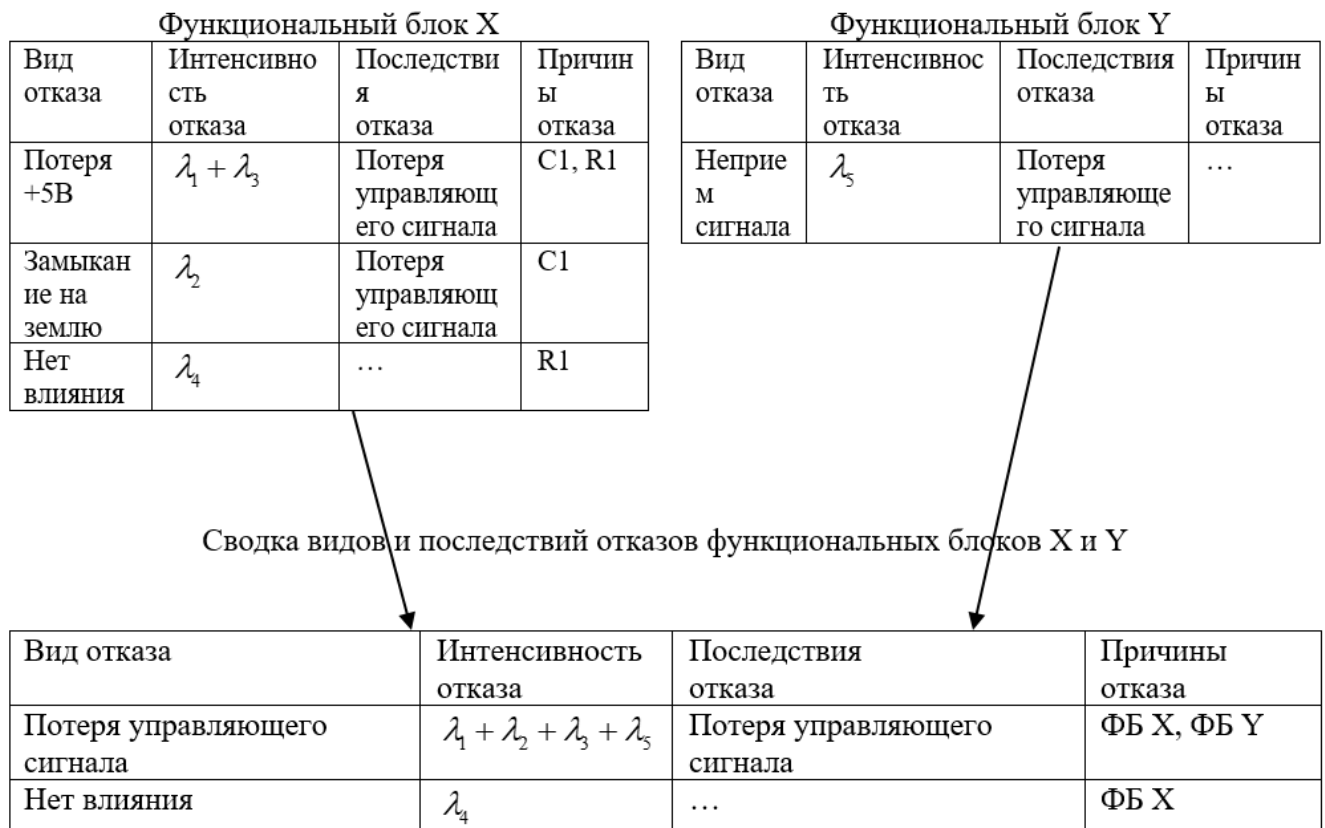 Функциональный блок X
Вид
отказа
Интенсивно
сть
отказа
Последстви
я
отказа
Причин
ы
отказа
Потеря
+5В
λ₁ + λ₃
Потеря
управляющ
его сигнала
C1, R1
Замыкан
ие на
землю
λ₂
Потеря
управляющ
его сигнала
C1
Нет
влияния
λ₄
…
R1
Функциональный блок Y
Вид
отказа
Интенсивнос
ть
отказа
Последствия
отказа
Причин
ы
отказа
Неприе
м
сигнала
λ₅
Потеря
управляюще
го сигнала
…
Сводка видов и последствий отказов функциональных блоков X и Y
Вид отказа
Интенсивность
отказа
Последствия
отказа
Причины
отказа
Потеря управляющего
сигнала
λ₁ + λ₂ + λ₃ + λ₅
Потеря управляющего
сигнала
ФБ X, ФБ Y
Нет влияния
λ₄
…
ФБ X